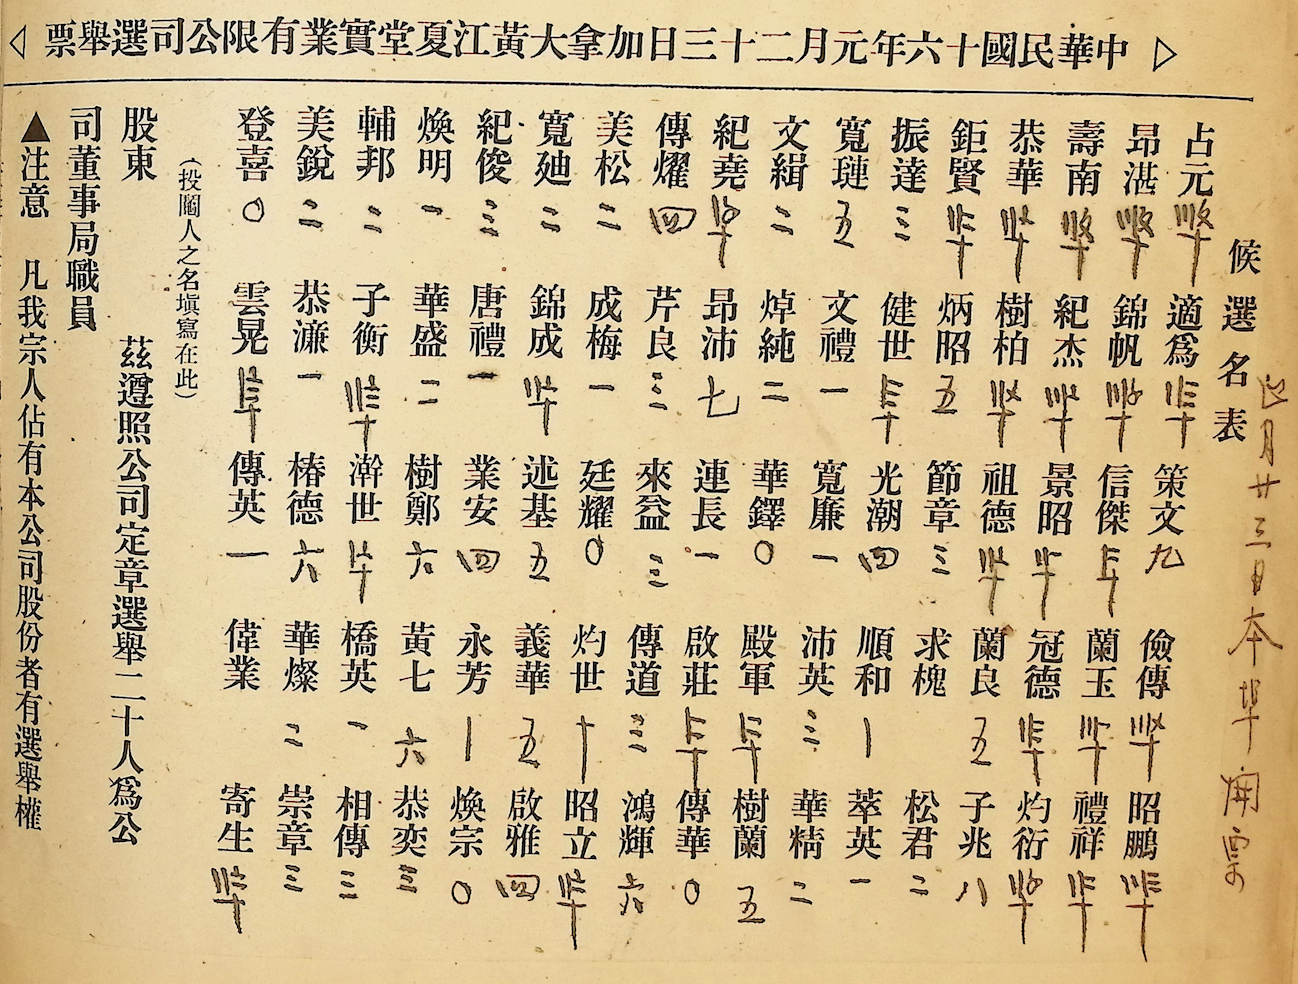 中華民國十六年元月二十三日加拿大黃江夏堂實業有限公司選舉票
月廿三日本 開票
候選名表
占元 適爲 策文 九 儉傳 昭鵬
昂湛 錦帆 信傑 蘭玉 禮祥
壽南 紀杰 景昭 冠德 灼衍
恭華 樹柏 祖德 蘭良 五 子兆 八
鉅賢 炳昭 五 節章 三 求槐 松君 二
振達 三 健世 光潮 四 順和 〡 萃英 一
寬璉 五 文禮 一 寬廉 一 沛英 三 華精 二
文緝 二 焯純 二 華鐸 〇 殿軍 樹蘭 五
紀堯 昂沛 七 連長 一 啟莊 傳華 〇
傳燿 四 芹良 三 來益 三 傳道 三 鴻輝 六
美松 二 成梅 一 廷耀 〇 灼世 十 昭立
寬廸 二 錦成 述基 五 義華 五 啟雅 四
紀俊 三 唐禮 一 業安 四 永芳 〡 煥宗 〇
煥明 一 華盛 二 樹鄭 六 黃七 六 恭奕 三
輔邦 二 子衡 澣世 橋英 一 相傳 三
美銳 二 恭濂 一 椿德 六 華燦 二 崇章 三
登喜 〇 雲晃 傳英 一 偉業 寄生
(投鬮人之名塡寫在此)
股東 茲遵照公司定章選舉二十人爲公
司董事局職員
▲注意 凡我宗人佔有本公司股份者有選舉權